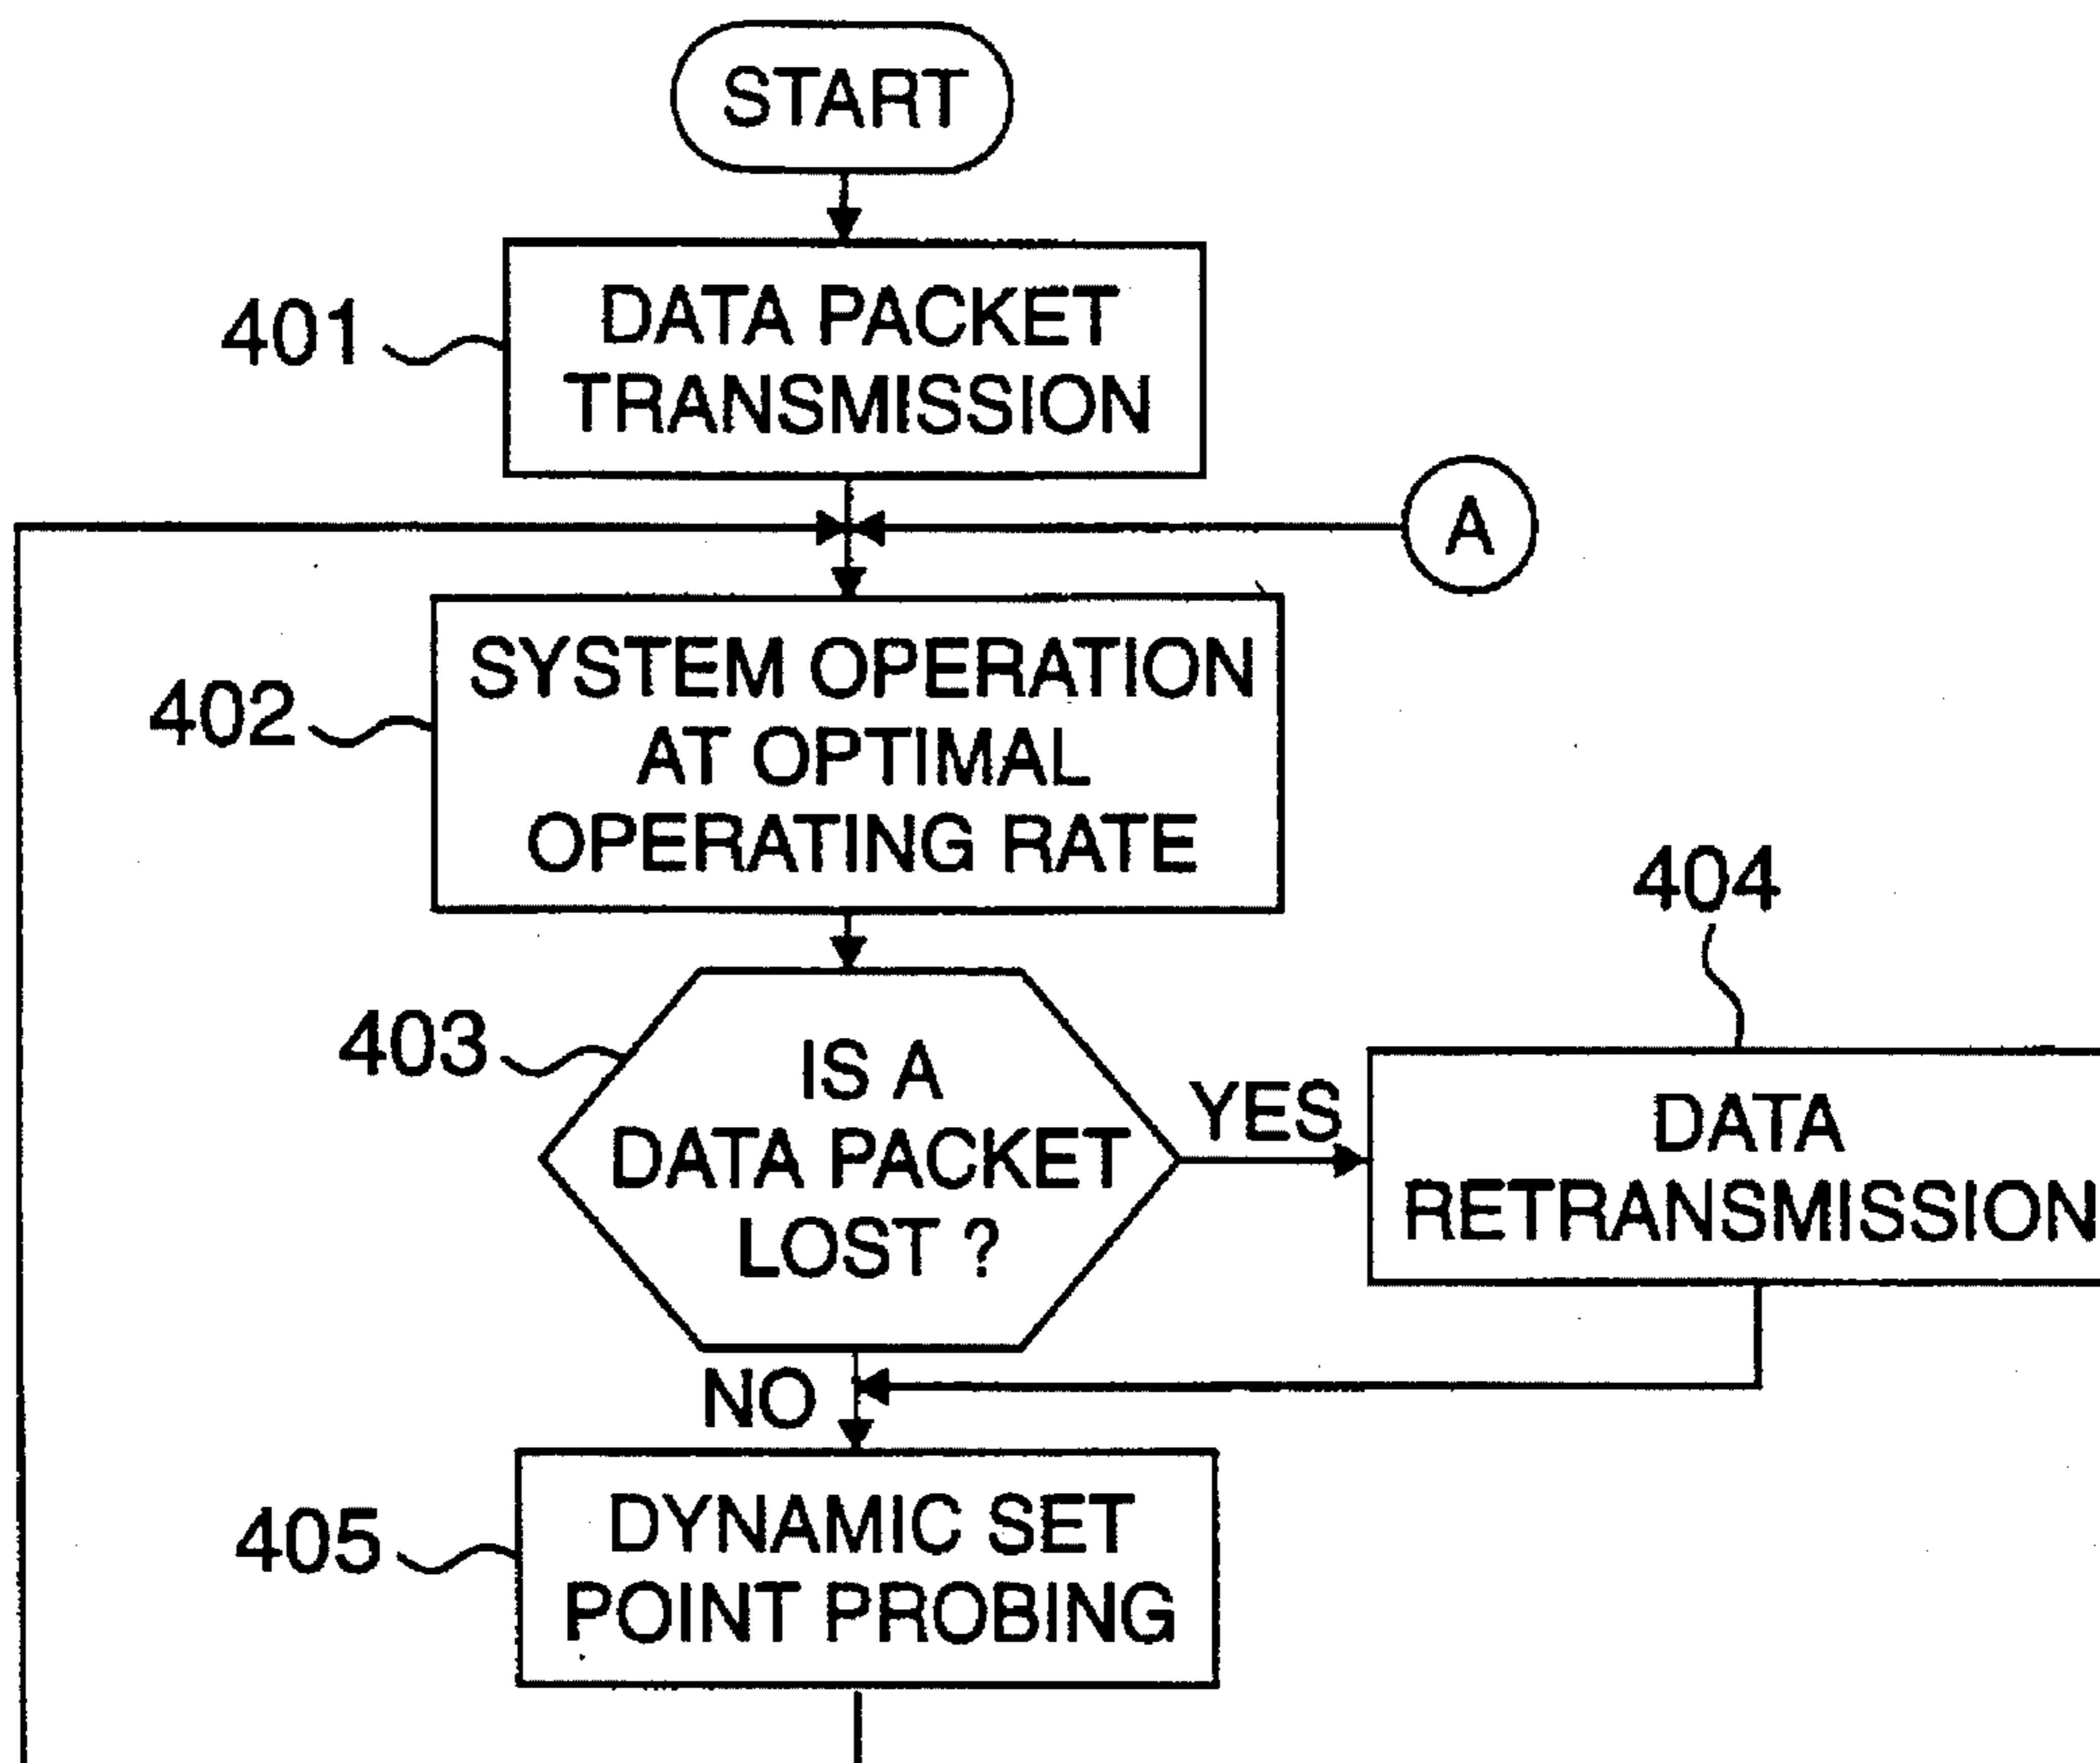 START
401
DATA PACKET
TRANSMISSION
A
402
SYSTEM OPERATION
AT OPTIMAL
OPERATING RATE
403
IS A
DATA PACKET
LOST ?
YES
404
DATA
RETRANSMISSION
NO
405
DYNAMIC SET
POINT PROBING